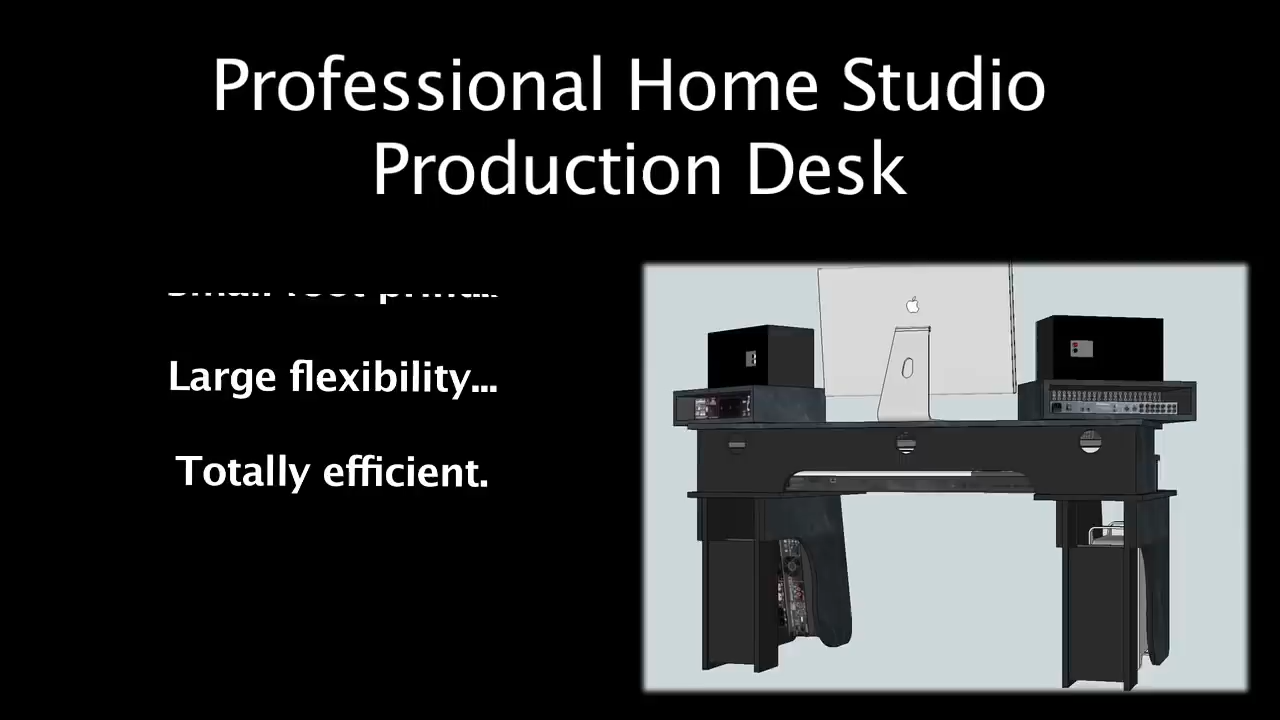 Professional Home Studio
Production Desk
Large flexibility...
Totally efficient.